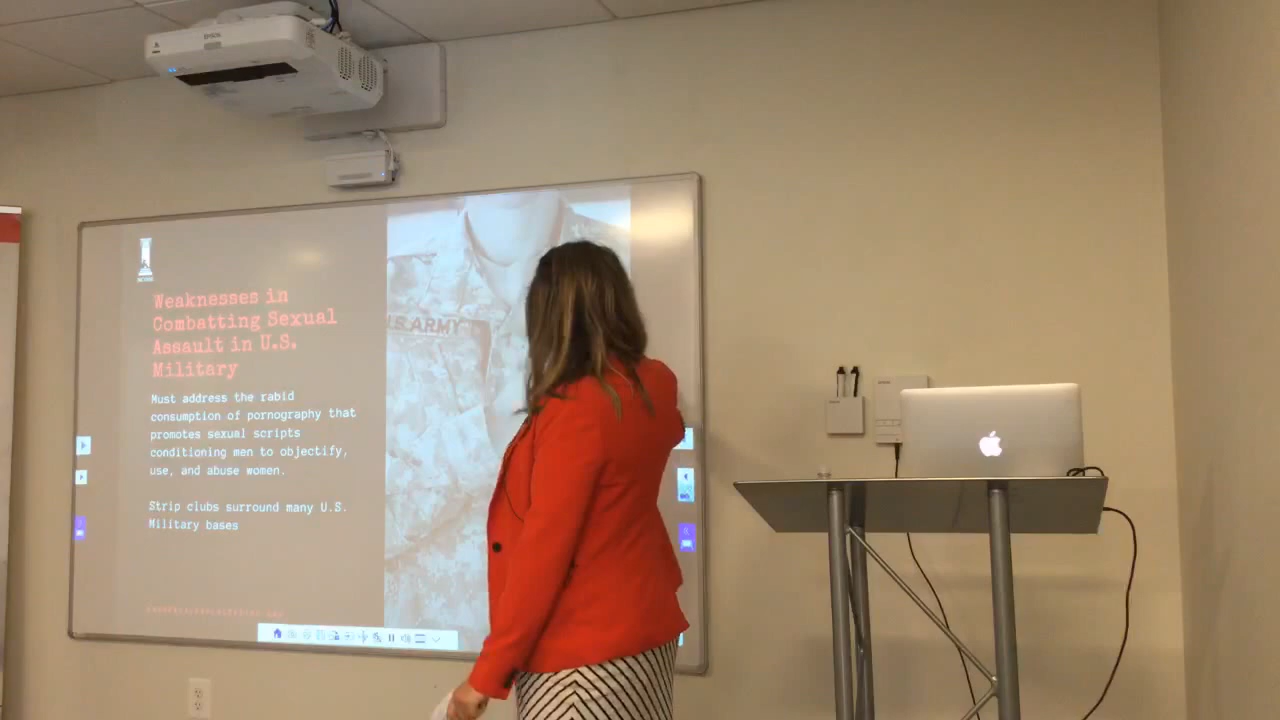 EPSON
Weaknesses in
Combatting Sexual
Assault in U.S.
Military
Must address the rabid
consumption of pornography that
promotes sexual scripts
conditioning men to objectify,
use, and abuse women.
Strip clubs surround many U.S.
Military bases
U.S. ARMY